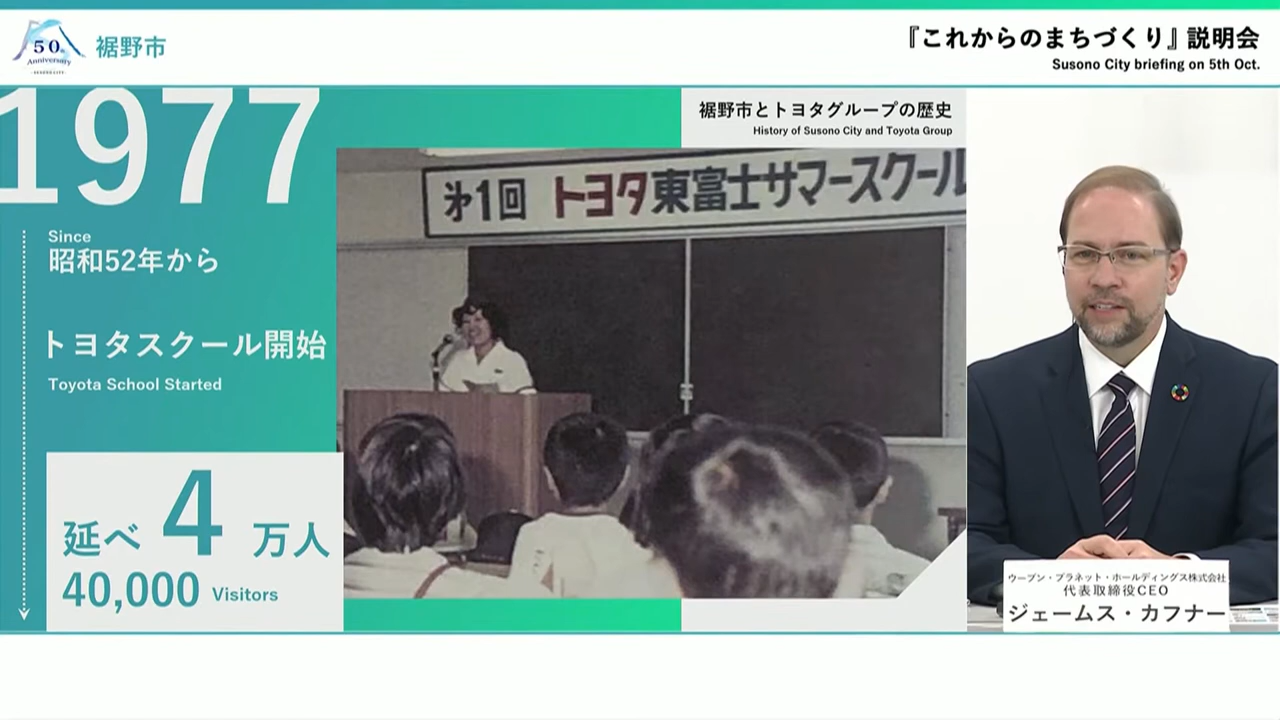 50th
Anniversary
裾野市
『これからのまちづくり』説明会
Susono City briefing on 5th Oct.
1977
裾野市とトヨタグループの歴史
History of Susono City and Toyota Group
Since
昭和52年から
トヨタスクール開始
Toyota School Started
延べ 4 万人
40,000 Visitors
㐧1回 トヨタ東富士サマースクール
ウーブン・プラネット・ホールディングス株式会社
代表取締役CEO
ジェームス・カフナー